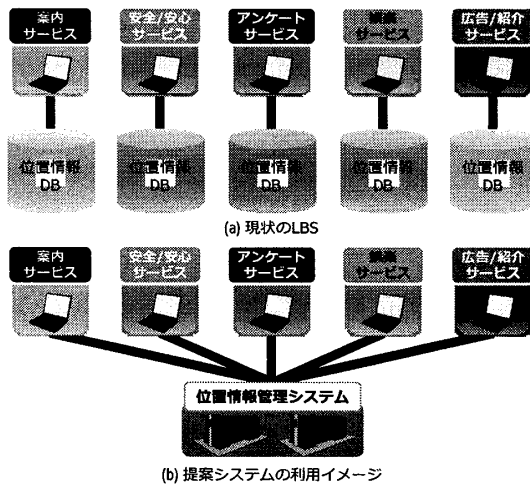 案内
サービス
安全/安心
サービス
アンケート
サービス
サービス
広告/紹介
サービス
位置情報
DB
位置情報
DB
位置情報
DB
位置情報
DB
位置情報
DB
(a) 現状のLBS
案内
サービス
安全/安心
サービス
アンケート
サービス
サービス
広告/紹介
サービス
位置情報管理システム
(b) 提案システムの利用イメージ